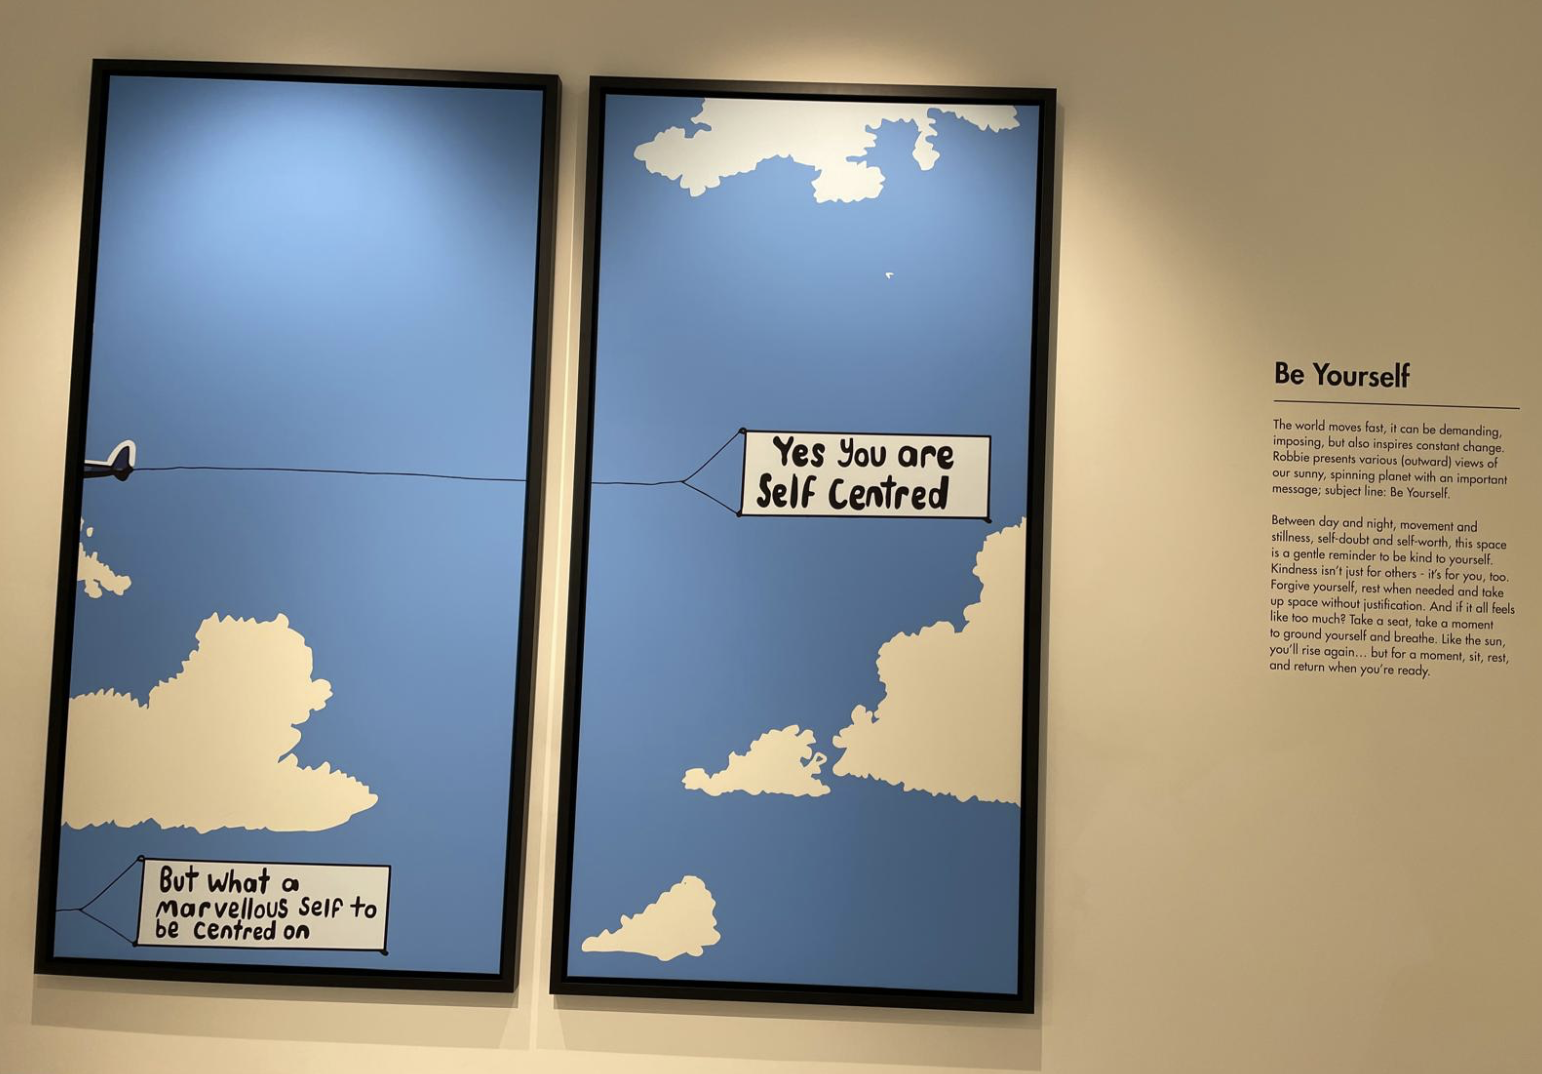 Yes You are
Self Centred
But what a
marvellous self to
be centred on
Be Yourself
The world moves fast, it can be demanding,
imposing, but also inspires constant change.
Robbie presents various (outward) views of
our sunny, spinning planet with an important
message; subject line: Be Yourself.
Between day and night, movement and
stillness, self-doubt and self-worth, this space
is a gentle reminder to be kind to yourself.
Kindness isn't just for others - it's for you, too.
Forgive yourself, rest when needed and take
up space without justification. And if it all feels
like too much? Take a seat, take a moment
to ground yourself and breathe. Like the sun,
you'll rise again... but for a moment, sit, rest,
and return when you're ready.